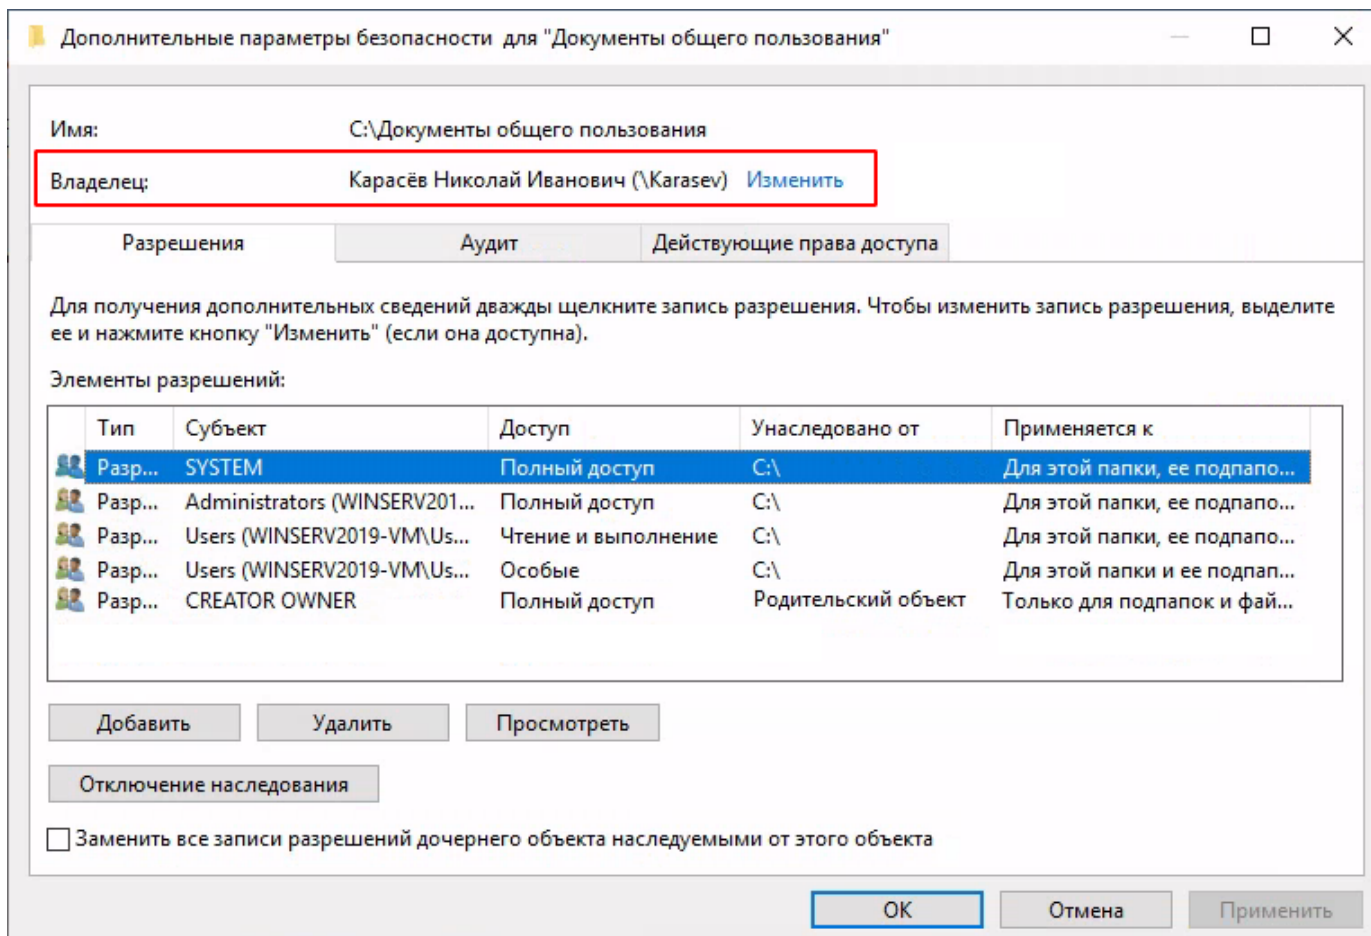 Дополнительные параметры безопасности для "Документы общего пользования"
Имя: C:\Документы общего пользования
Владелец: Карасёв Николай Иванович (\Karasev) Изменить
Разрешения Аудит Действующие права доступа
Для получения дополнительных сведений дважды щелкните запись разрешения. Чтобы изменить запись разрешения, выделите
ее и нажмите кнопку "Изменить" (если она доступна).
Элементы разрешений:
Тип Субъект Доступ Унаследовано от Применяется к
Разр... SYSTEM Полный доступ C:\ Для этой папки, ее подпапо...
Разр... Administrators (WINSERV201... Полный доступ C:\ Для этой папки, ее подпапо...
Разр... Users (WINSERV2019-VM\Us... Чтение и выполнение C:\ Для этой папки, ее подпапо...
Разр... Users (WINSERV2019-VM\Us... Особые C:\ Для этой папки и ее подпап...
Разр... CREATOR OWNER Полный доступ Родительский объект Только для подпапок и фай...
Добавить Удалить Просмотреть
Отключение наследования
Заменить все записи разрешений дочернего объекта наследуемыми от этого объекта
OK Отмена Применить